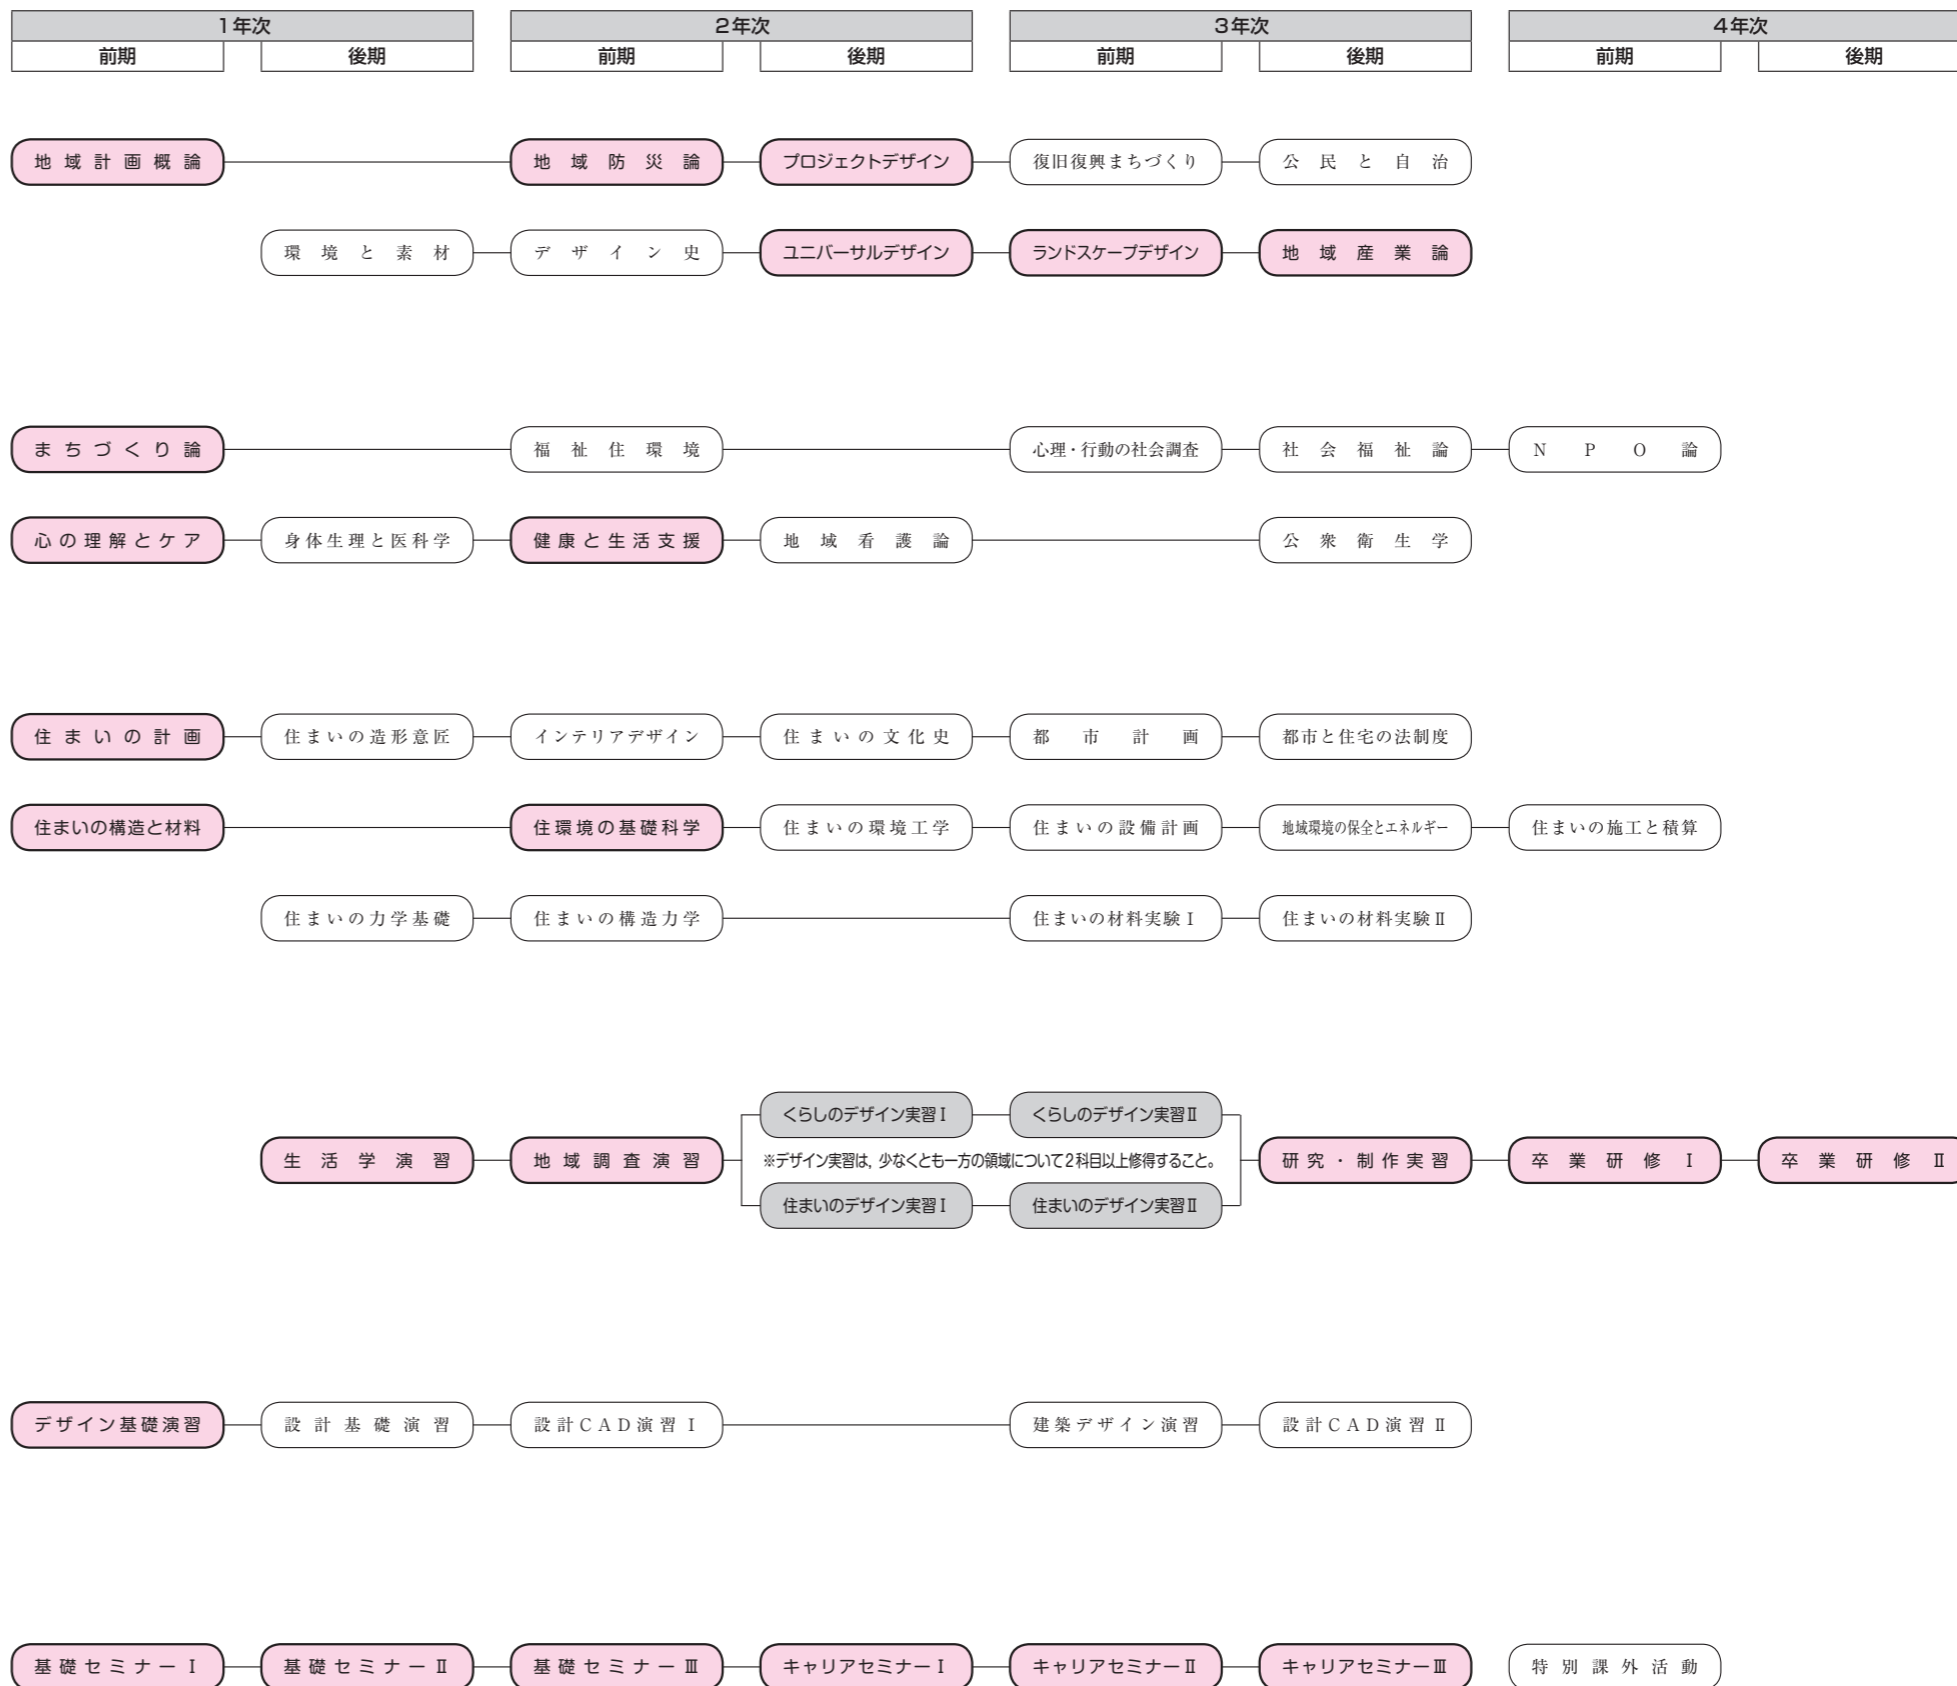 1年次 2年次 3年次 4年次
前期 後期 前期 後期 前期 後期 前期 後期
地域計画概論 地域防災論 プロジェクトデザイン 復旧復興まちづくり 公民と自治
環境と素材 デザイン史 ユニバーサルデザイン ランドスケープデザイン 地域産業論
まちづくり論 福祉住環境 心理・行動の社会調査 社会福祉論 NPO論
心の理解とケア 身体生理と医科学 健康と生活支援 地域看護論 公衆衛生学
住まいの計画 住まいの造形意匠 インテリアデザイン 住まいの文化史 都市計画 都市と住宅の法制度
住まいの構造と材料 住環境の基礎科学 住まいの環境工学 住まいの設備計画 地域環境の保全とエネルギー 住まいの施工と積算
住まいの力学基礎 住まいの構造力学 住まいの材料実験Ⅰ 住まいの材料実験Ⅱ
くらしのデザイン実習Ⅰ くらしのデザイン実習Ⅱ
生活学演習 地域調査演習 ※デザイン実習は，少なくとも一方の領域について2科目以上修得すること。 研究・制作実習 卒業研修Ⅰ 卒業研修Ⅱ
住まいのデザイン実習Ⅰ 住まいのデザイン実習Ⅱ
デザイン基礎演習 設計基礎演習 設計CAD演習Ⅰ 建築デザイン演習 設計CAD演習Ⅱ
基礎セミナーⅠ 基礎セミナーⅡ 基礎セミナーⅢ キャリアセミナーⅠ キャリアセミナーⅡ キャリアセミナーⅢ 特別課外活動